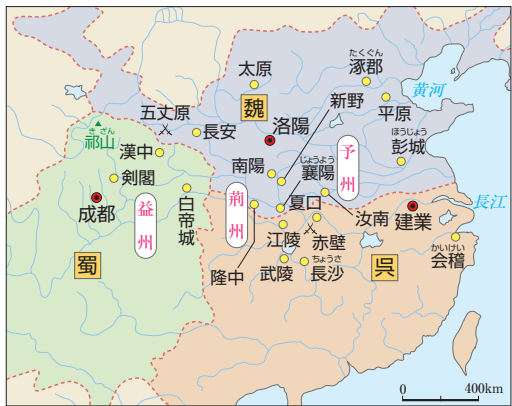 たくぐん
涿郡
太原
黄河
魏
新野
平原
五丈原
長安
洛陽
ほうじょう
彭城
きざん
祁山
漢中
予州
南陽
じょうよう
襄陽
剣閣
荊州
夏口
汝南
長江
成都
益州
白帝城
建業
江陵
赤壁
かいけい
会稽
蜀
隆中
武陵
ちょうさ
長沙
呉
0 400km